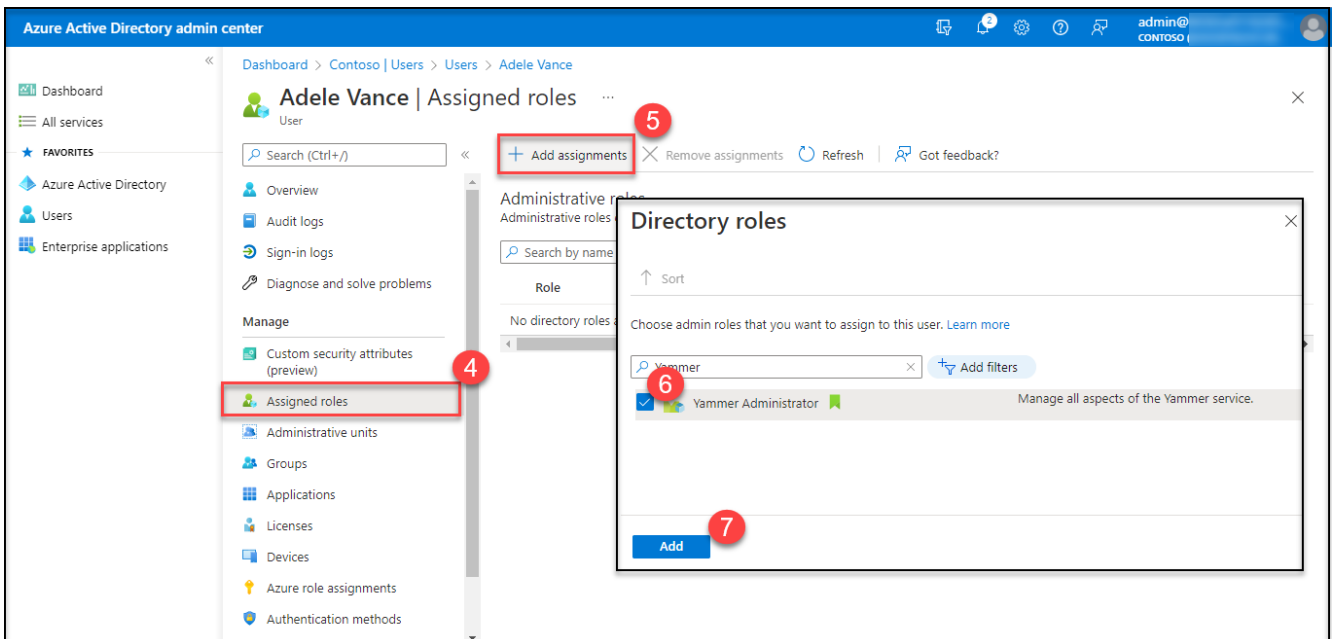 Azure Active Directory admin center
2
admin@
CONTOSO (
Dashboard
All services
FAVORITES
Azure Active Directory
Users
Enterprise applications
Dashboard > Contoso | Users > Users > Adele Vance
Adele Vance | Assigned roles ...
User
Search (Ctrl+/)
Overview
Audit logs
Sign-in logs
Diagnose and solve problems
Manage
Custom security attributes
(preview)
4
Assigned roles
Administrative units
Groups
Applications
Licenses
Devices
Azure role assignments
Authentication methods
5
+ Add assignments
Remove assignments
Refresh
Got feedback?
Administrative roles
Administrative roles
Search by name
Role
No directory roles
Directory roles
Sort
Choose admin roles that you want to assign to this user. Learn more
Yammer
Add filters
6
Yammer Administrator
Manage all aspects of the Yammer service.
7
Add